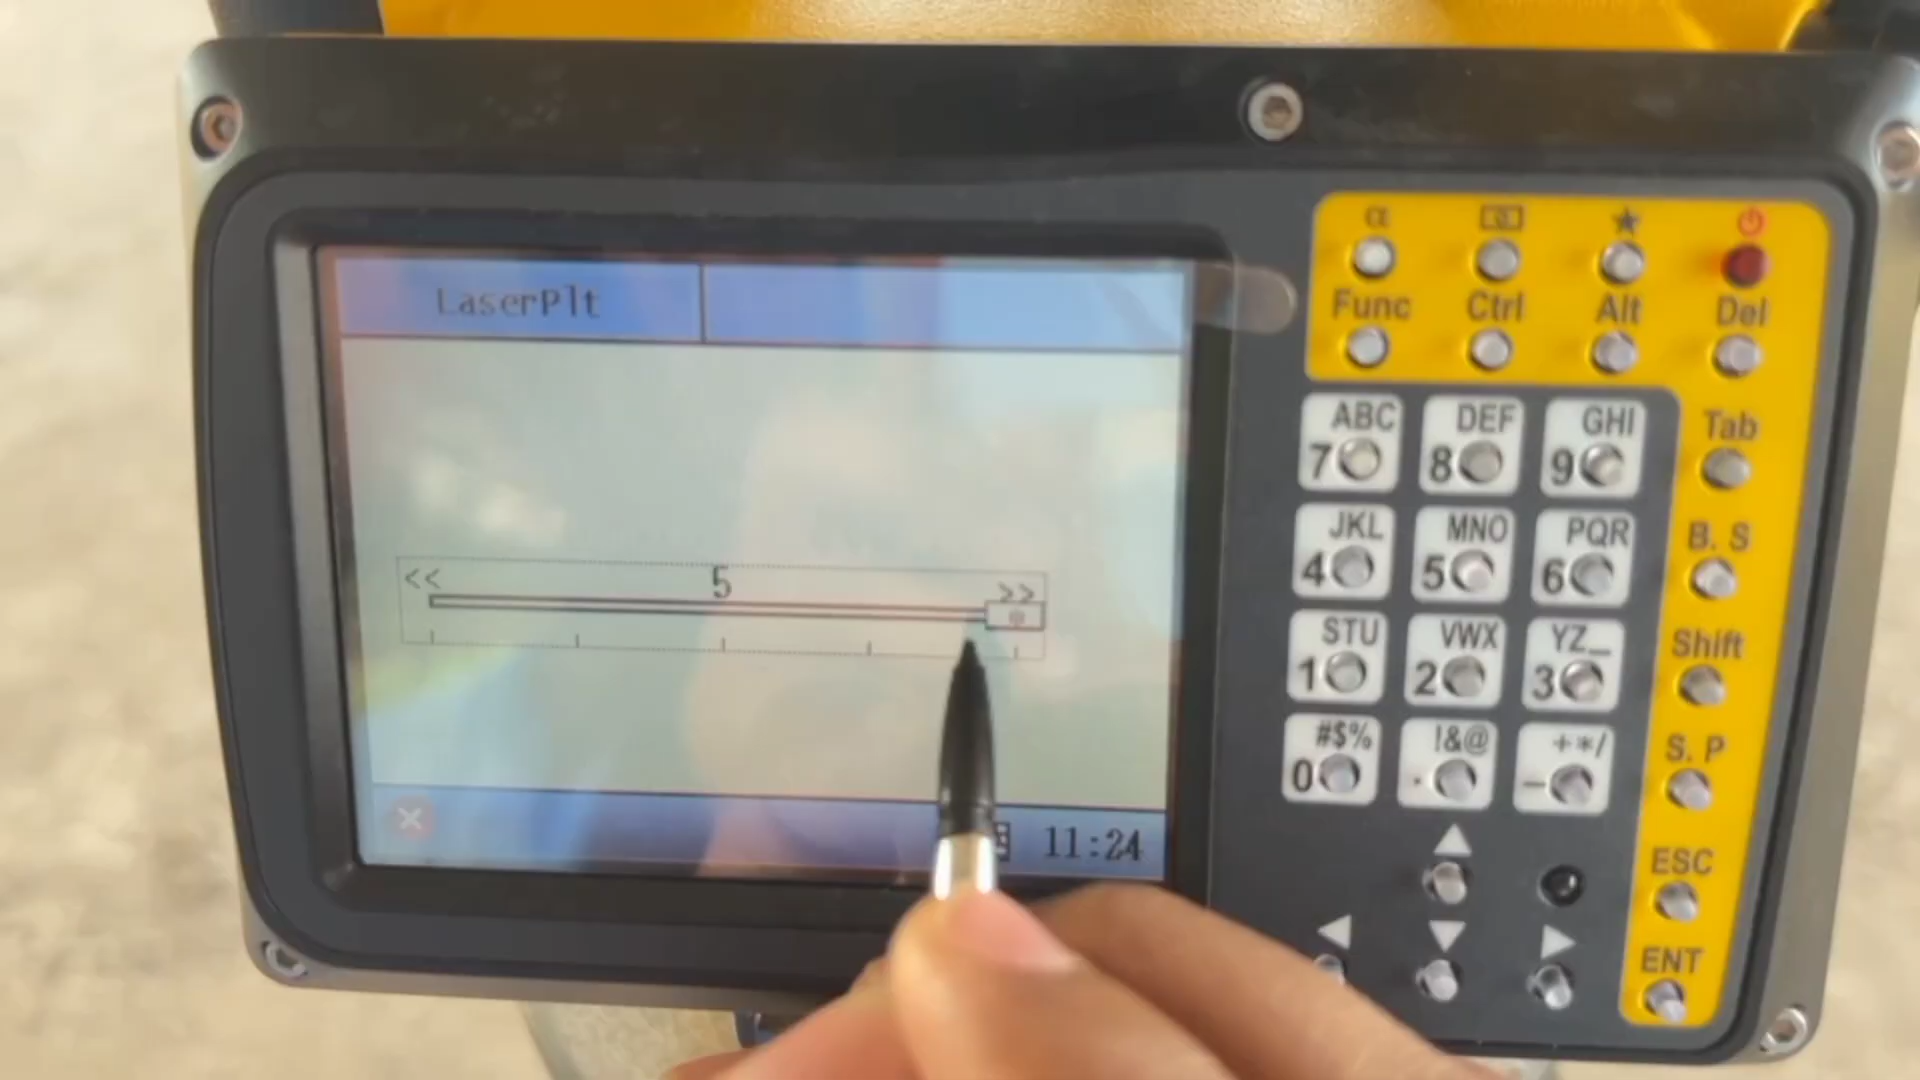 LaserPlt
<< 5 >>
11:24
α ★
Func Ctrl Alt Del
ABC DEF GHI
7 8 9
Tab
JKL MNO PQR
4 5 6
B. S
STU VWX YZ_
1 2 3
Shift
#$% !&@ +*/
0 . −
S. P
ESC
ENT